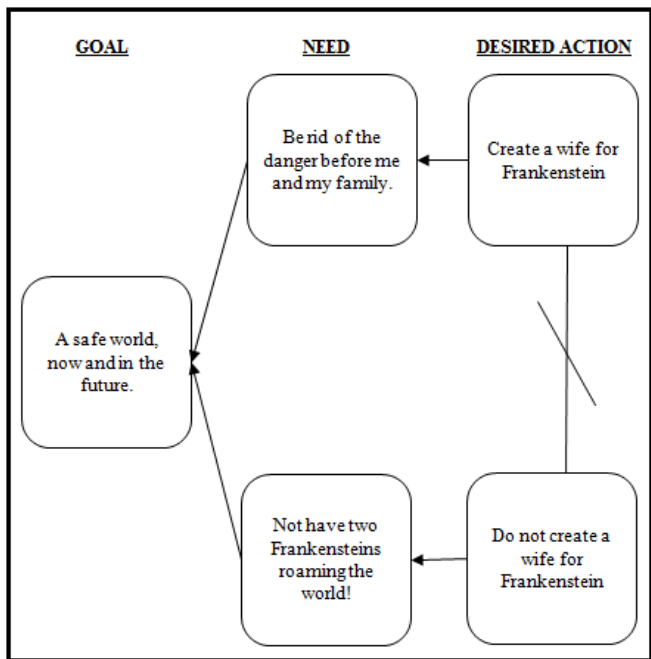 GOAL
NEED
DESIRED ACTION
Be rid of the
danger before me
and my family.
Create a wife for
Frankenstein
A safe world,
now and in the
future.
Not have two
Frankensteins
roaming the
world!
Do not create a
wife for
Frankenstein